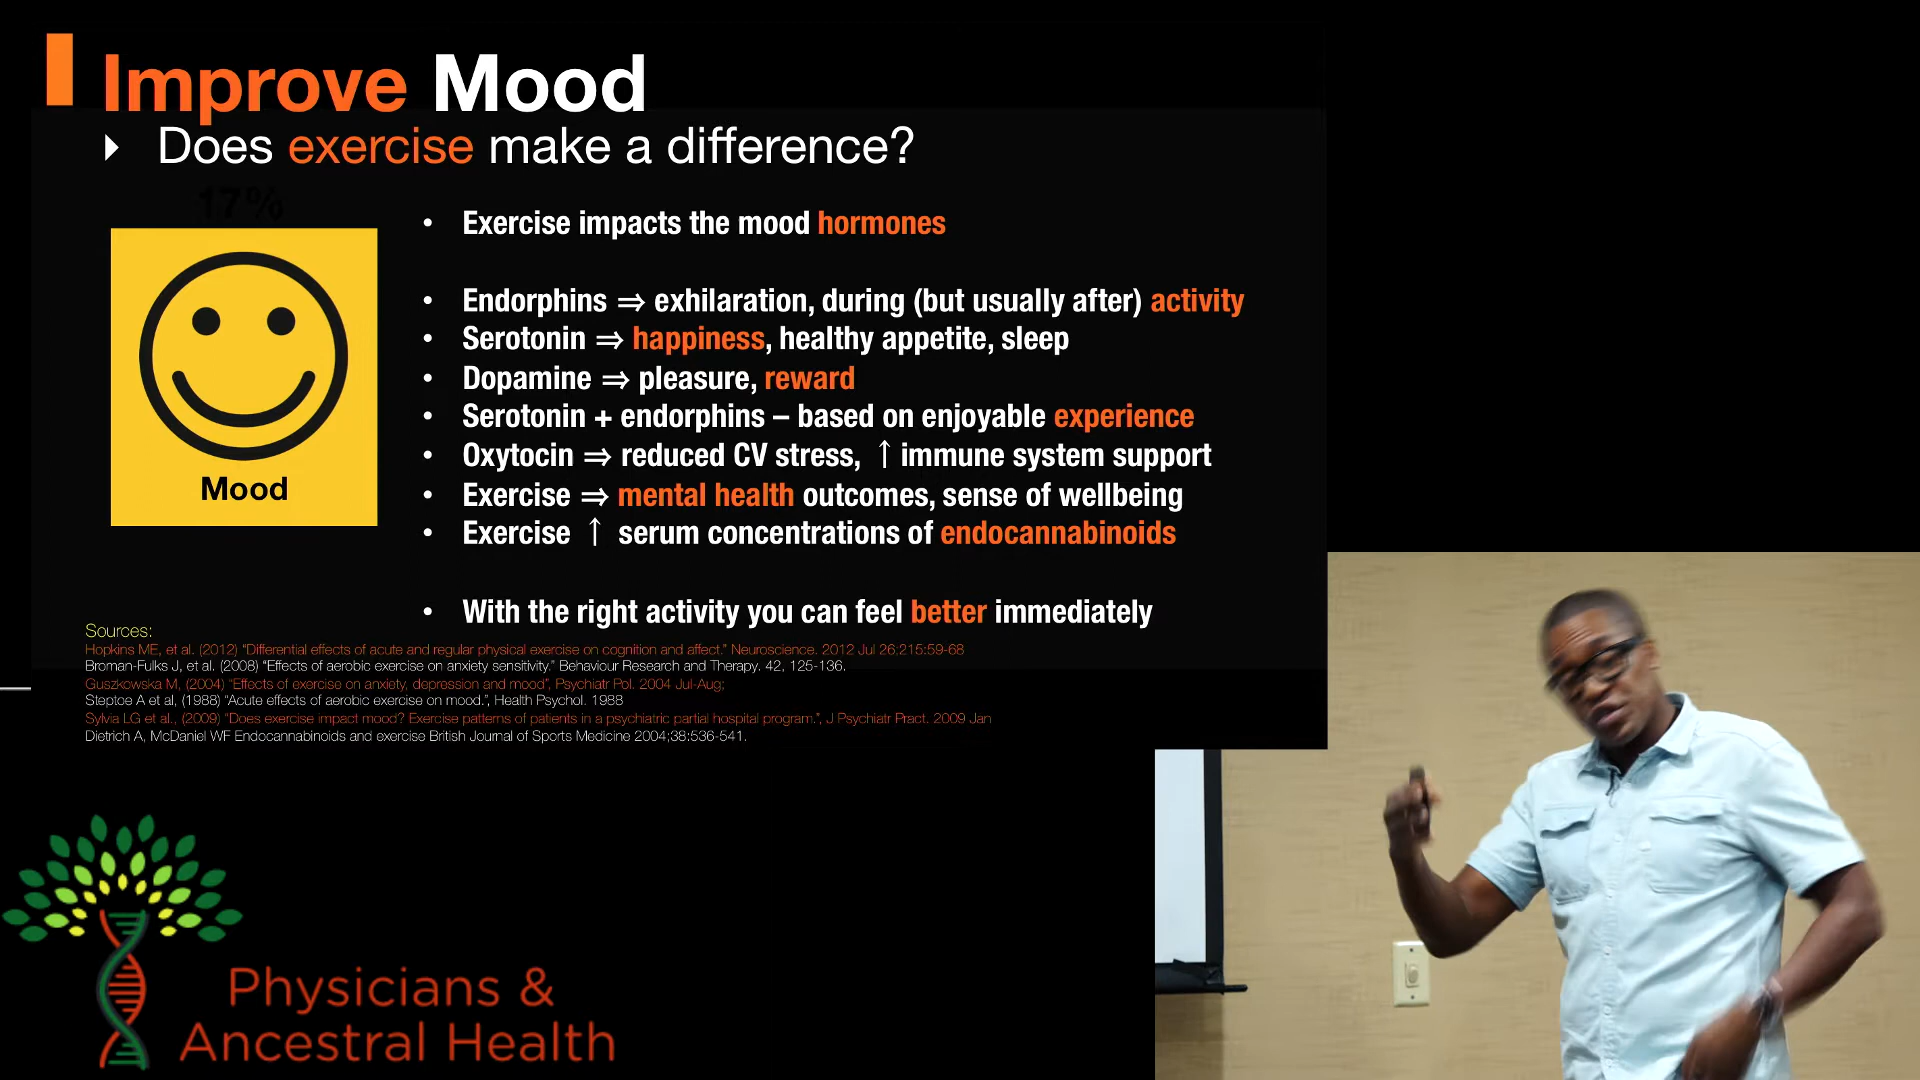 Improve Mood
Does exercise make a difference?
17%
Mood
• Exercise impacts the mood hormones
• Endorphins ⇒ exhilaration, during (but usually after) activity
• Serotonin ⇒ happiness, healthy appetite, sleep
• Dopamine ⇒ pleasure, reward
• Serotonin + endorphins – based on enjoyable experience
• Oxytocin ⇒ reduced CV stress, ↑ immune system support
• Exercise ⇒ mental health outcomes, sense of wellbeing
• Exercise ↑ serum concentrations of endocannabinoids
• With the right activity you can feel better immediately
Sources:
Hopkins ME, et al. (2012) “Differential effects of acute and regular physical exercise on cognition and affect.” Neuroscience. 2012 Jul 26;215:59-68
Broman-Fulks J, et al. (2008) “Effects of aerobic exercise on anxiety sensitivity.” Behaviour Research and Therapy. 42, 125-136.
Guszkowska M, (2004) “Effects of exercise on anxiety, depression and mood”, Psychiatr Pol. 2004 Jul-Aug;
Steptoe A et al, (1988) “Acute effects of aerobic exercise on mood.”, Health Psychol. 1988
Sylvia LG et al., (2009) “Does exercise impact mood? Exercise patterns of patients in a psychiatric partial hospital program.”, J Psychiatr Pract. 2009 Jan
Dietrich A, McDaniel WF Endocannabinoids and exercise British Journal of Sports Medicine 2004;38:536-541.
Physicians &
Ancestral Health